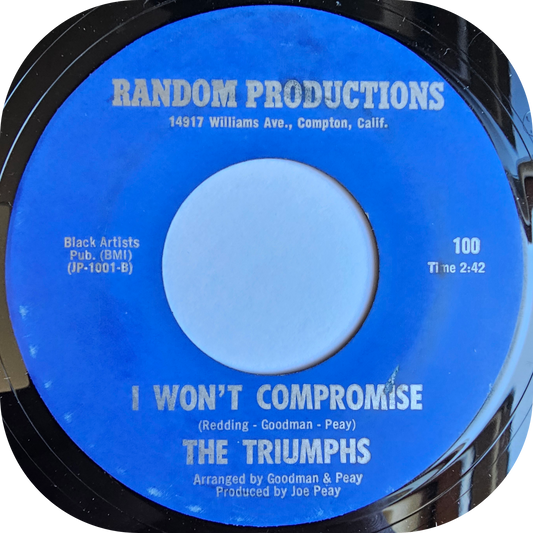 RANDOM PRODUCTIONS
14917 Williams Ave., Compton, Calif.
Black Artists
Pub. (BMI)
(JP-1001-B)
100
Time 2:42
I WON'T COMPROMISE
(Redding - Goodman - Peay)
THE TRIUMPHS
Arranged by Goodman & Peay
Produced by Joe Peay